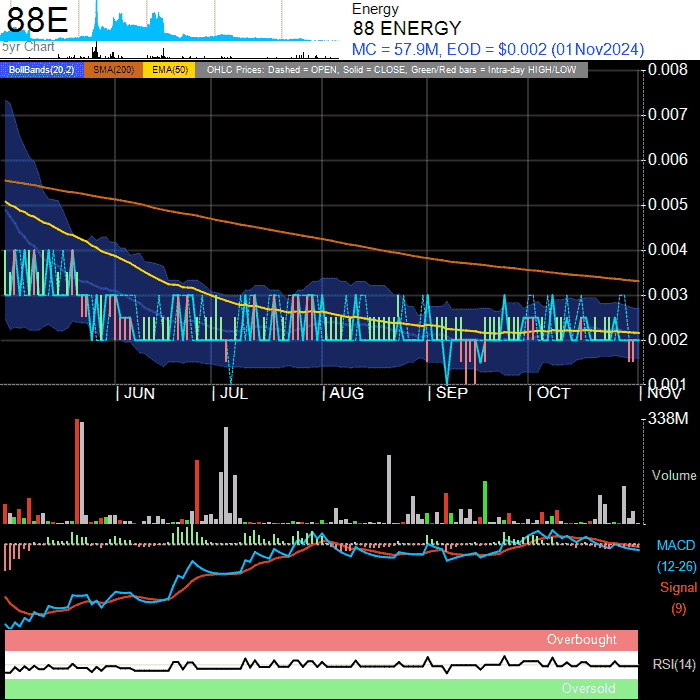 88E
5yr Chart
Energy
88 ENERGY
MC = 57.9M, EOD = $0.002 (01Nov2024)
BollBands(20,2) SMA(200) EMA(50) OHLC Prices: Dashed = OPEN, Solid = CLOSE, Green/Red bars = Intra-day HIGH/LOW
0.008
0.007
0.006
0.005
0.004
0.003
0.002
0.001
| JUN | JUL | AUG | SEP | OCT | NOV
338M
Volume
MACD
(12-26)
Signal
(9)
Overbought
RSI(14)
Oversold